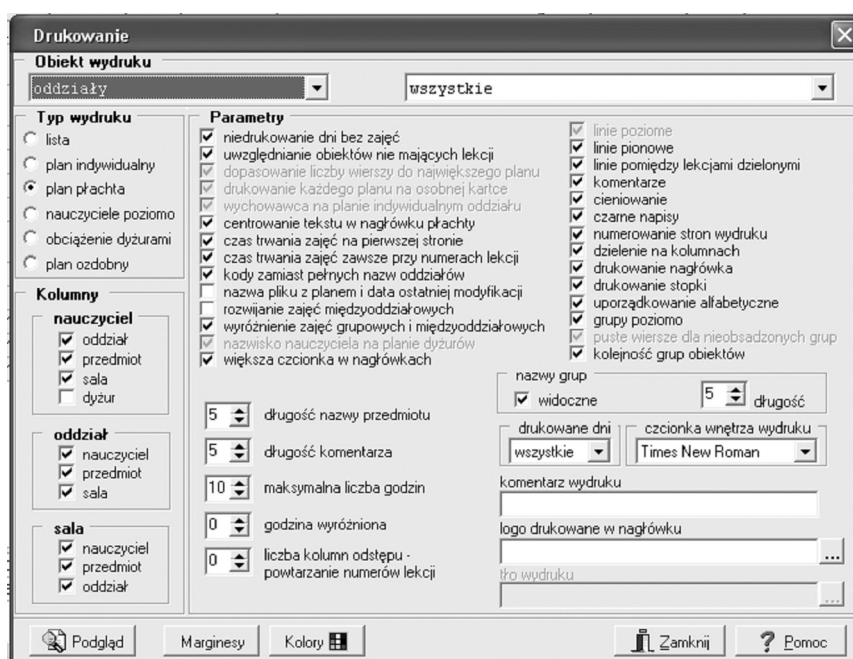 Drukowanie
Obiekt wydruku
oddziały
wszystkie
Typ wydruku
lista
plan indywidualny
plan płachta
nauczyciele poziomo
obciążenie dyżurami
plan ozdobny
Kolumny
nauczyciel
oddział
przedmiot
sala
dyżur
oddział
nauczyciel
przedmiot
sala
sala
nauczyciel
przedmiot
oddział
Parametry
niedrukowanie dni bez zajęć
uwzględnianie obiektów nie mających lekcji
dopasowanie liczby wierszy do największego planu
drukowanie każdego planu na osobnej kartce
wychowawca na planie indywidualnym oddziału
centrowanie tekstu w nagłówku płachty
czas trwania zajęć na pierwszej stronie
czas trwania zajęć zawsze przy numerach lekcji
kody zamiast pełnych nazw oddziałów
nazwa pliku z planem i data ostatniej modyfikacji
rozwijanie zajęć międzyoddziałowych
wyróżnienie zajęć grupowych i międzyoddziałowych
nazwisko nauczyciela na planie dyżurów
większa czcionka w nagłówkach
linie poziome
linie pionowe
linie pomiędzy lekcjami dzielonymi
komentarze
cieniowanie
czarne napisy
numerowanie stron wydruku
dzielenie na kolumnach
drukowanie nagłówka
drukowanie stopki
uporządkowanie alfabetyczne
grupy poziomo
puste wiersze dla nieobsadzonych grup
kolejność grup obiektów
5 długość nazwy przedmiotu
5 długość komentarza
10 maksymalna liczba godzin
0 godzina wyróżniona
0 liczba kolumn odstępu -
powtarzanie numerów lekcji
nazwy grup
widoczne 5 długość
drukowane dni
wszystkie
czcionka wnętrza wydruku
Times New Roman
komentarz wydruku
logo drukowane w nagłówku
...
tło wydruku
...
Podgląd Marginesy Kolory Zamknij ? Pomoc